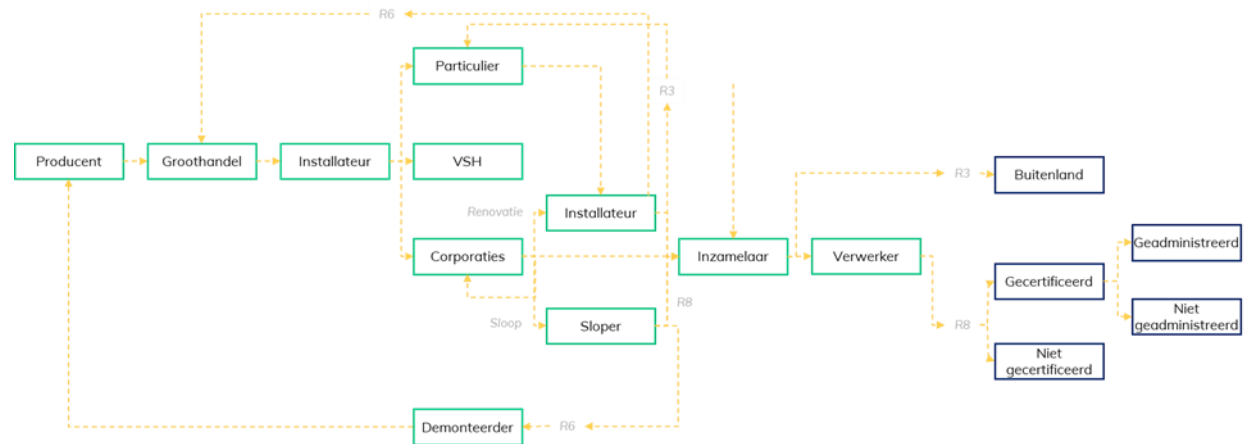 R6
Particulier
R3
Producent
Groothandel
Installateur
VSH
R3
Buitenland
Renovatie
Installateur
Geadministreerd
Corporaties
Inzamelaar
Verwerker
Gecertificeerd
R8
Sloop
Sloper
R8
Niet
geadministreerd
Niet
gecertificeerd
Demonteerder
R6